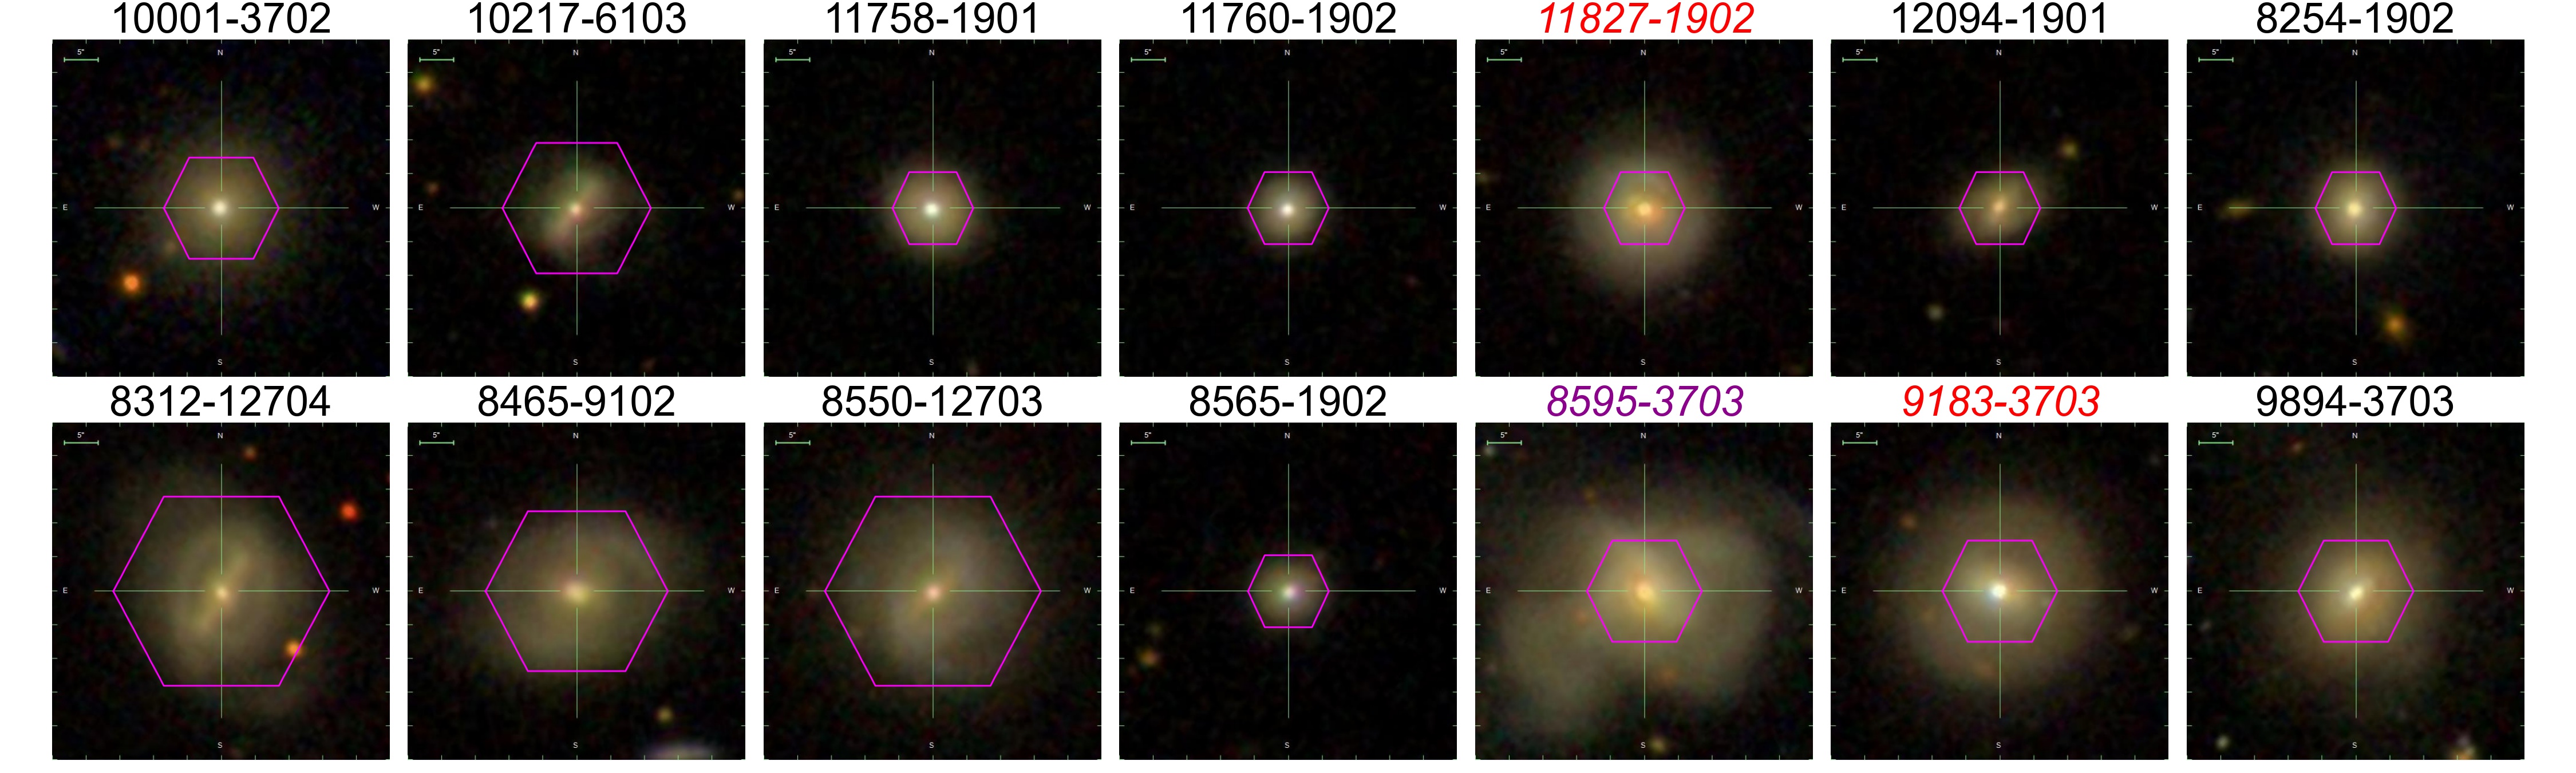 10001-3702 10217-6103 11758-1901 11760-1902 11827-1902 12094-1901 8254-1902
5" N 5" N 5" N 5" N 5" N 5" N 5" N
E W E W E W E W E W E W E W
S S S S S S S
8312-12704 8465-9102 8550-12703 8565-1902 8595-3703 9183-3703 9894-3703
5" N 5" N 5" N 5" N 5" N 5" N 5" N
E W E W E W E W E W E W E W
S S S S S S S